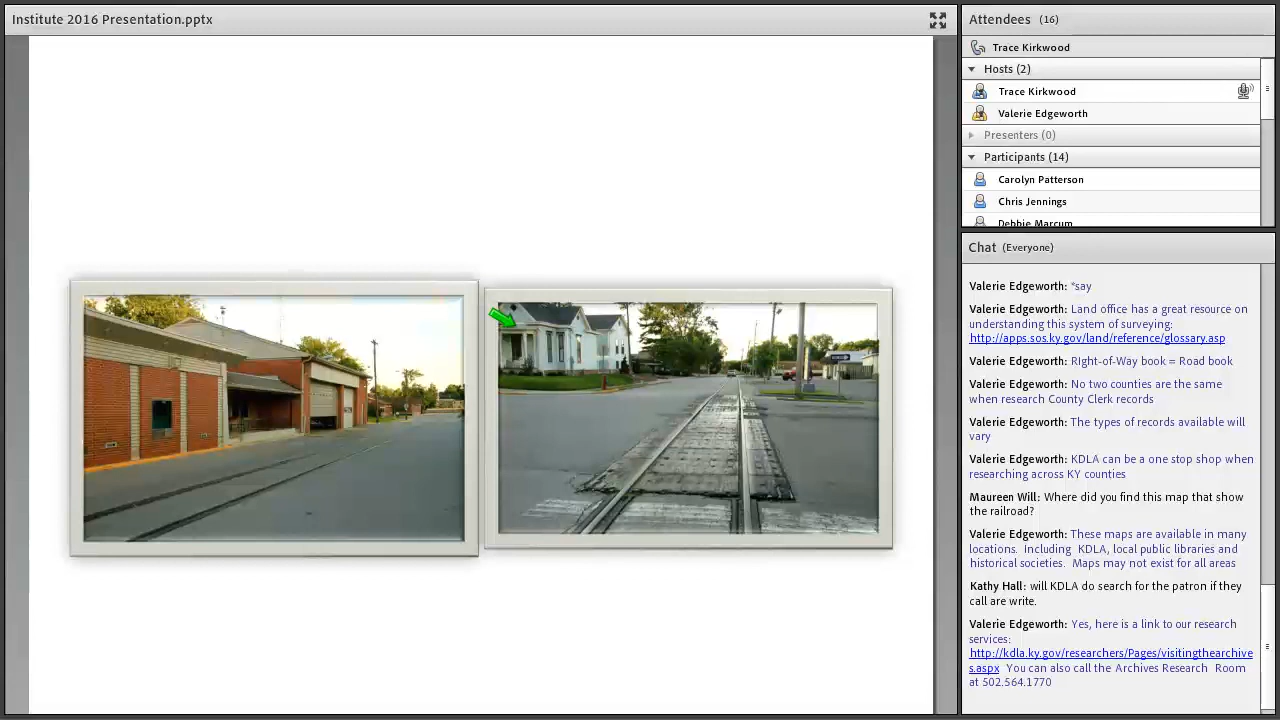 Institute 2016 Presentation.pptx
Attendees (16)
Trace Kirkwood
Hosts (2)
Trace Kirkwood
Valerie Edgeworth
Presenters (0)
Participants (14)
Carolyn Patterson
Chris Jennings
Debbie Marcum
Chat (Everyone)
Valerie Edgeworth: *say
Valerie Edgeworth: Land office has a great resource on
understanding this system of surveying:
http://apps.sos.ky.gov/land/reference/glossary.asp
Valerie Edgeworth: RIght-of-Way book = Road book
Valerie Edgeworth: No two counties are the same
when research County Clerk records
Valerie Edgeworth: The types of records available will
vary
Valerie Edgeworth: KDLA can be a one stop shop when
researching across KY counties
Maureen Will: Where did you find this map that show
the railroad?
Valerie Edgeworth: These maps are available in many
locations. Including KDLA, local public libraries and
historical societies. Maps may not exist for all areas
Kathy Hall: will KDLA do search for the patron if they
call are write.
Valerie Edgeworth: Yes, here is a link to our research
services:
http://kdla.ky.gov/researchers/Pages/visitingthearchive
s.aspx You can also call the Archives Research Room
at 502.564.1770